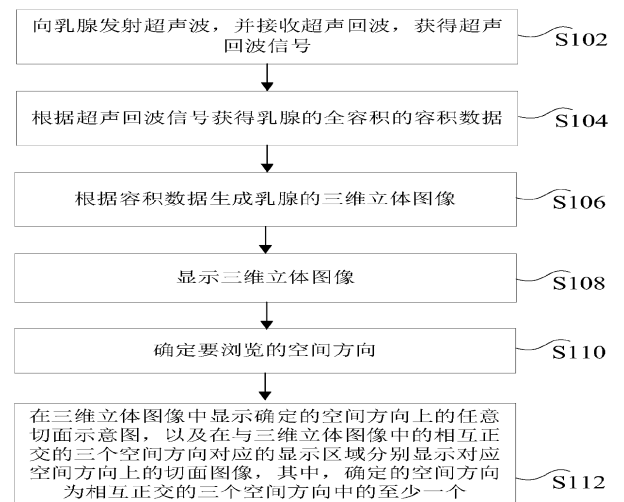 向乳腺发射超声波，并接收超声回波，获得超声
回波信号
S102
根据超声回波信号获得乳腺的全容积的容积数据
S104
根据容积数据生成乳腺的三维立体图像
S106
显示三维立体图像
S108
确定要浏览的空间方向
S110
在三维立体图像中显示确定的空间方向上的任意
切面示意图，以及在与三维立体图像中的相互正
交的三个空间方向对应的显示区域分别显示对应
空间方向上的切面图像，其中，确定的空间方向
为相互正交的三个空间方向中的至少一个
S112